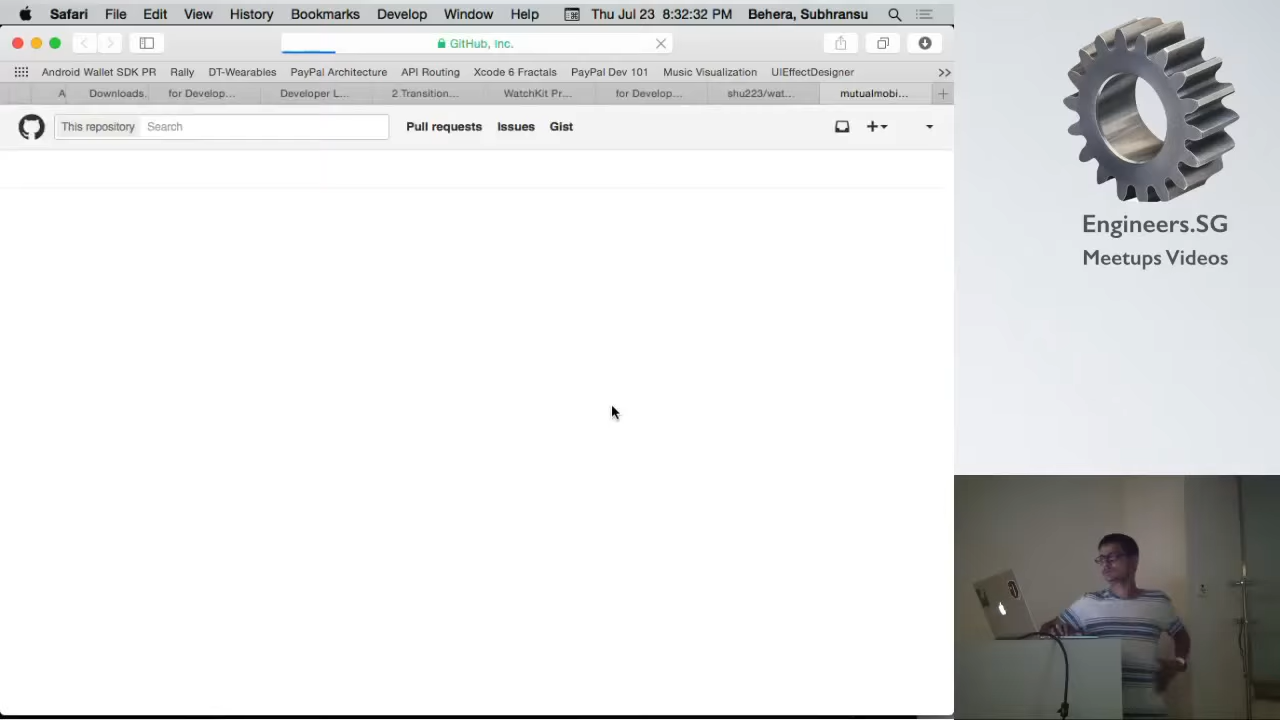 Safari File Edit View History Bookmarks Develop Window Help Thu Jul 23 8:32:32 PM Behera, Subhransu
GitHub, Inc.
Android Wallet SDK PR Rally DT-Wearables PayPal Architecture API Routing Xcode 6 Fractals PayPal Dev 101 Music Visualization UIEffectDesigner >>
A Downloads. for Develop... Developer L... 2 Transition... WatchKit Pr... for Develop... shu223/wat... mutualmobi... +
This repository Search Pull requests Issues Gist
Engineers.SG
Meetups Videos